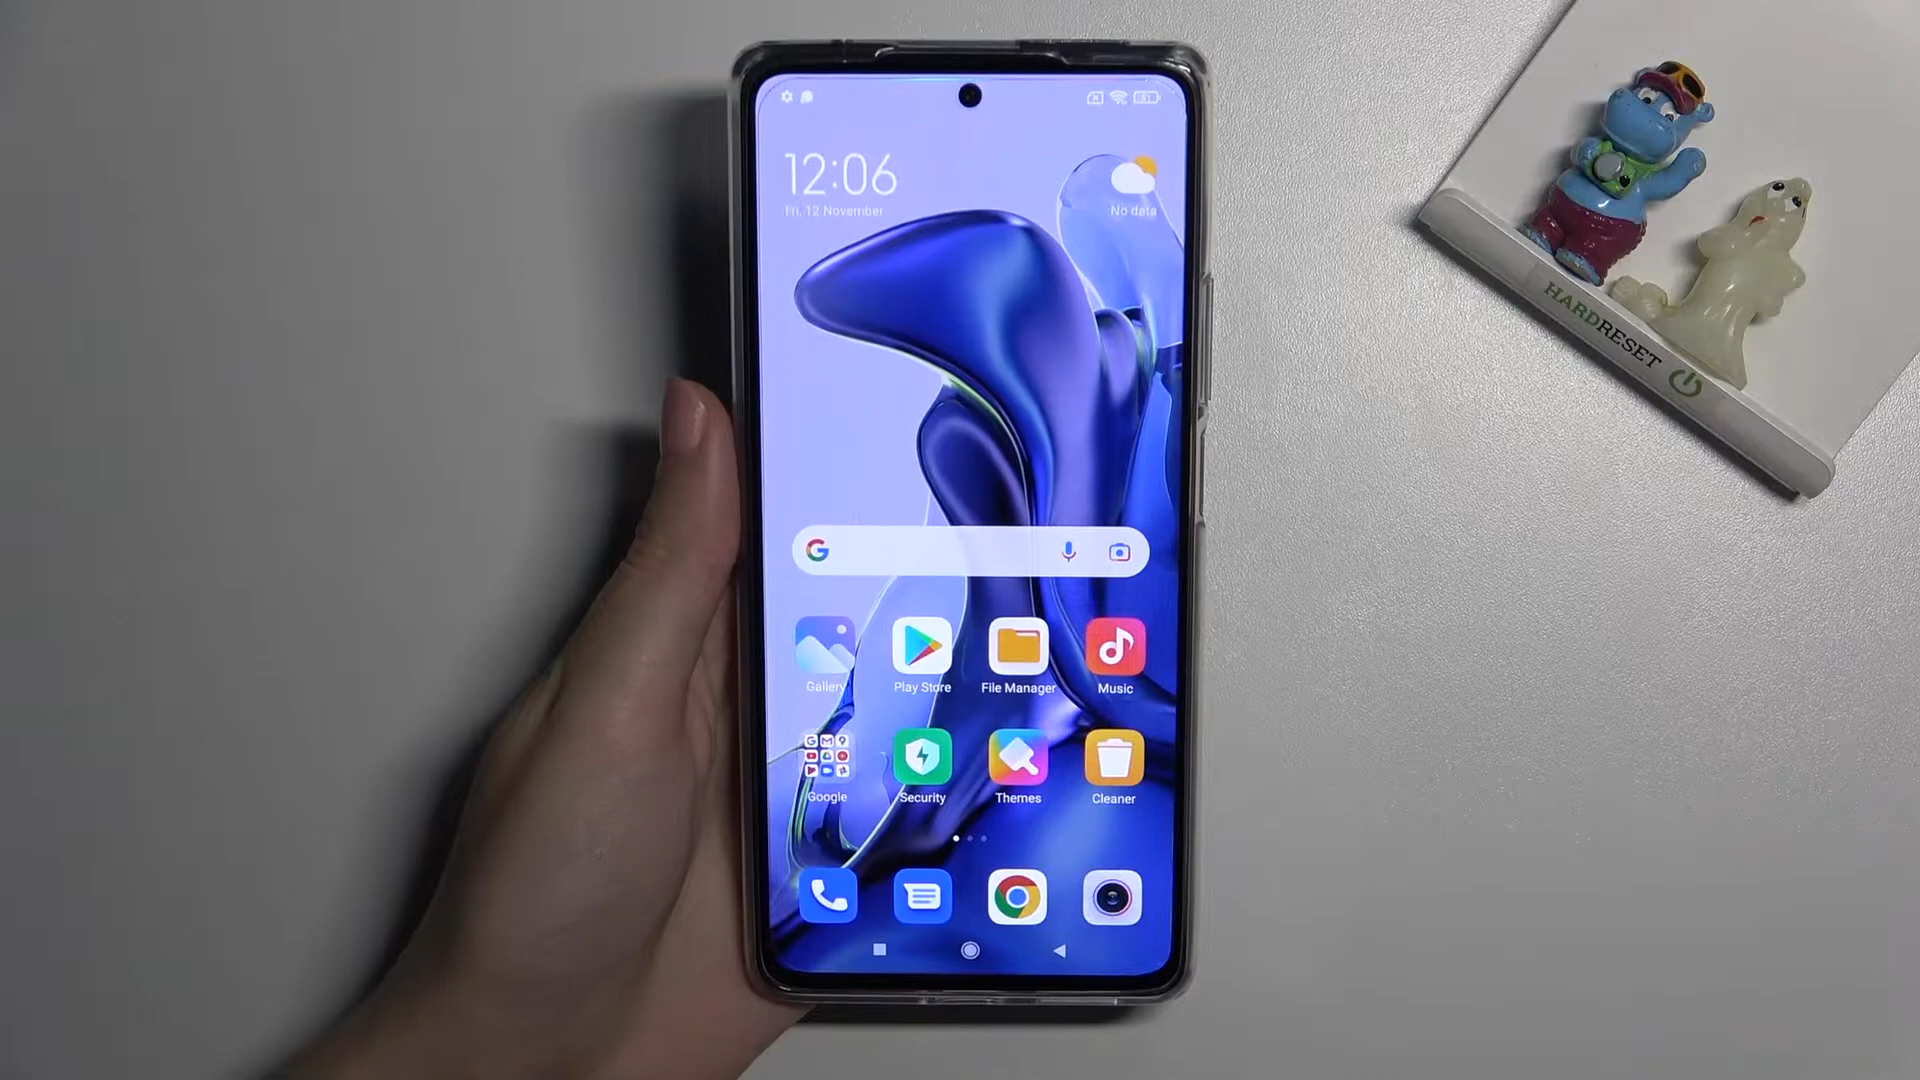 12:06
Fri, 12 November
No data
Gallery
Play Store
File Manager
Music
Google
Security
Themes
Cleaner
HARDRESET